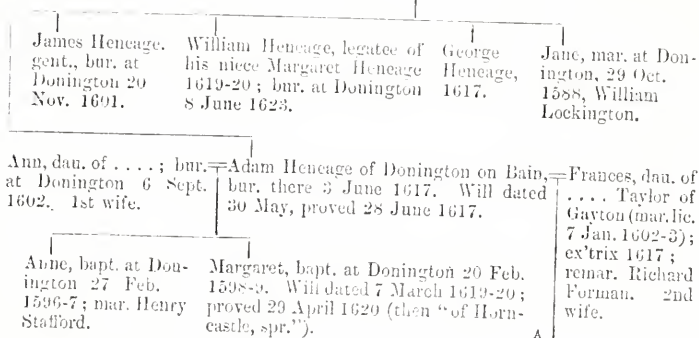 James Heneage.
gent., bur. at
Donington 20
Nov. 1601.
William Heneage, legatee of
his niece Margaret Heneage
1619-20; bur. at Donington
8 June 1623.
George
Heneage,
1617.
Jane, mar. at Don-
ington, 29 Oct.
1588, William
Lockington.
Ann, dau. of . . . . ; bur.
at Donington 6 Sept.
1602. 1st wife.
Adam Heneage of Donington on Bain,
bur. there 3 June 1617. Will dated
30 May, proved 28 June 1617.
Frances, dau. of
. . . . Taylor of
Gayton (mar. lic.
7 Jan. 1602-3);
ex'trix 1617;
remar. Richard
Forman. 2nd
wife.
Anne, bapt. at Don-
ington 27 Feb.
1596-7; mar. Henry
Stafford.
Margaret, bapt. at Donington 20 Feb.
1598-9. Will dated 7 March 1619-20;
proved 29 April 1620 (then "of Horn-
castle, spr.").
A